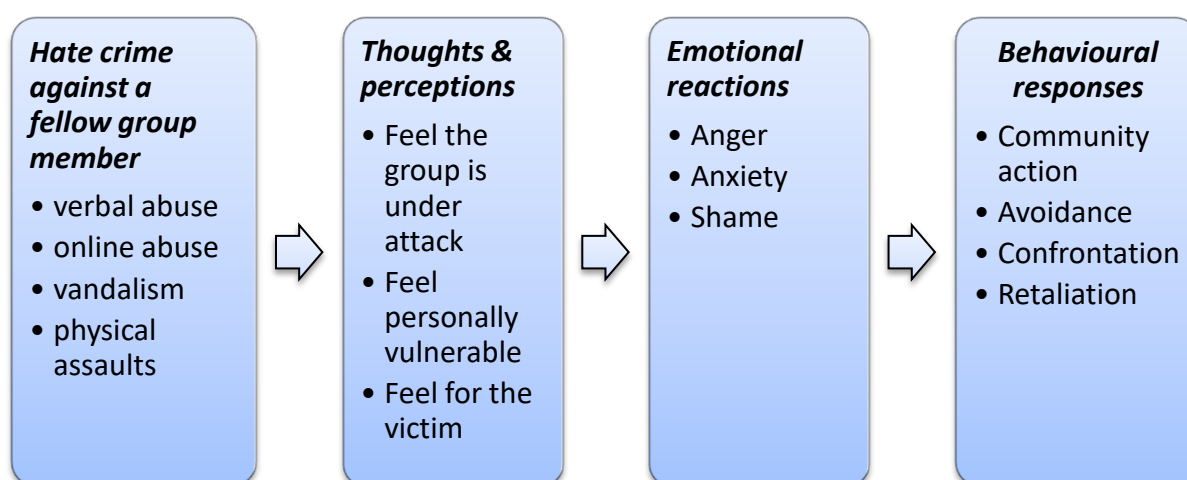 Hate crime
against a
fellow group
member
• verbal abuse
• online abuse
• vandalism
• physical
assaults
Thoughts &
perceptions
• Feel the
group is
under
attack
• Feel
personally
vulnerable
• Feel for the
victim
Emotional
reactions
• Anger
• Anxiety
• Shame
Behavioural
responses
• Community
action
• Avoidance
• Confrontation
• Retaliation